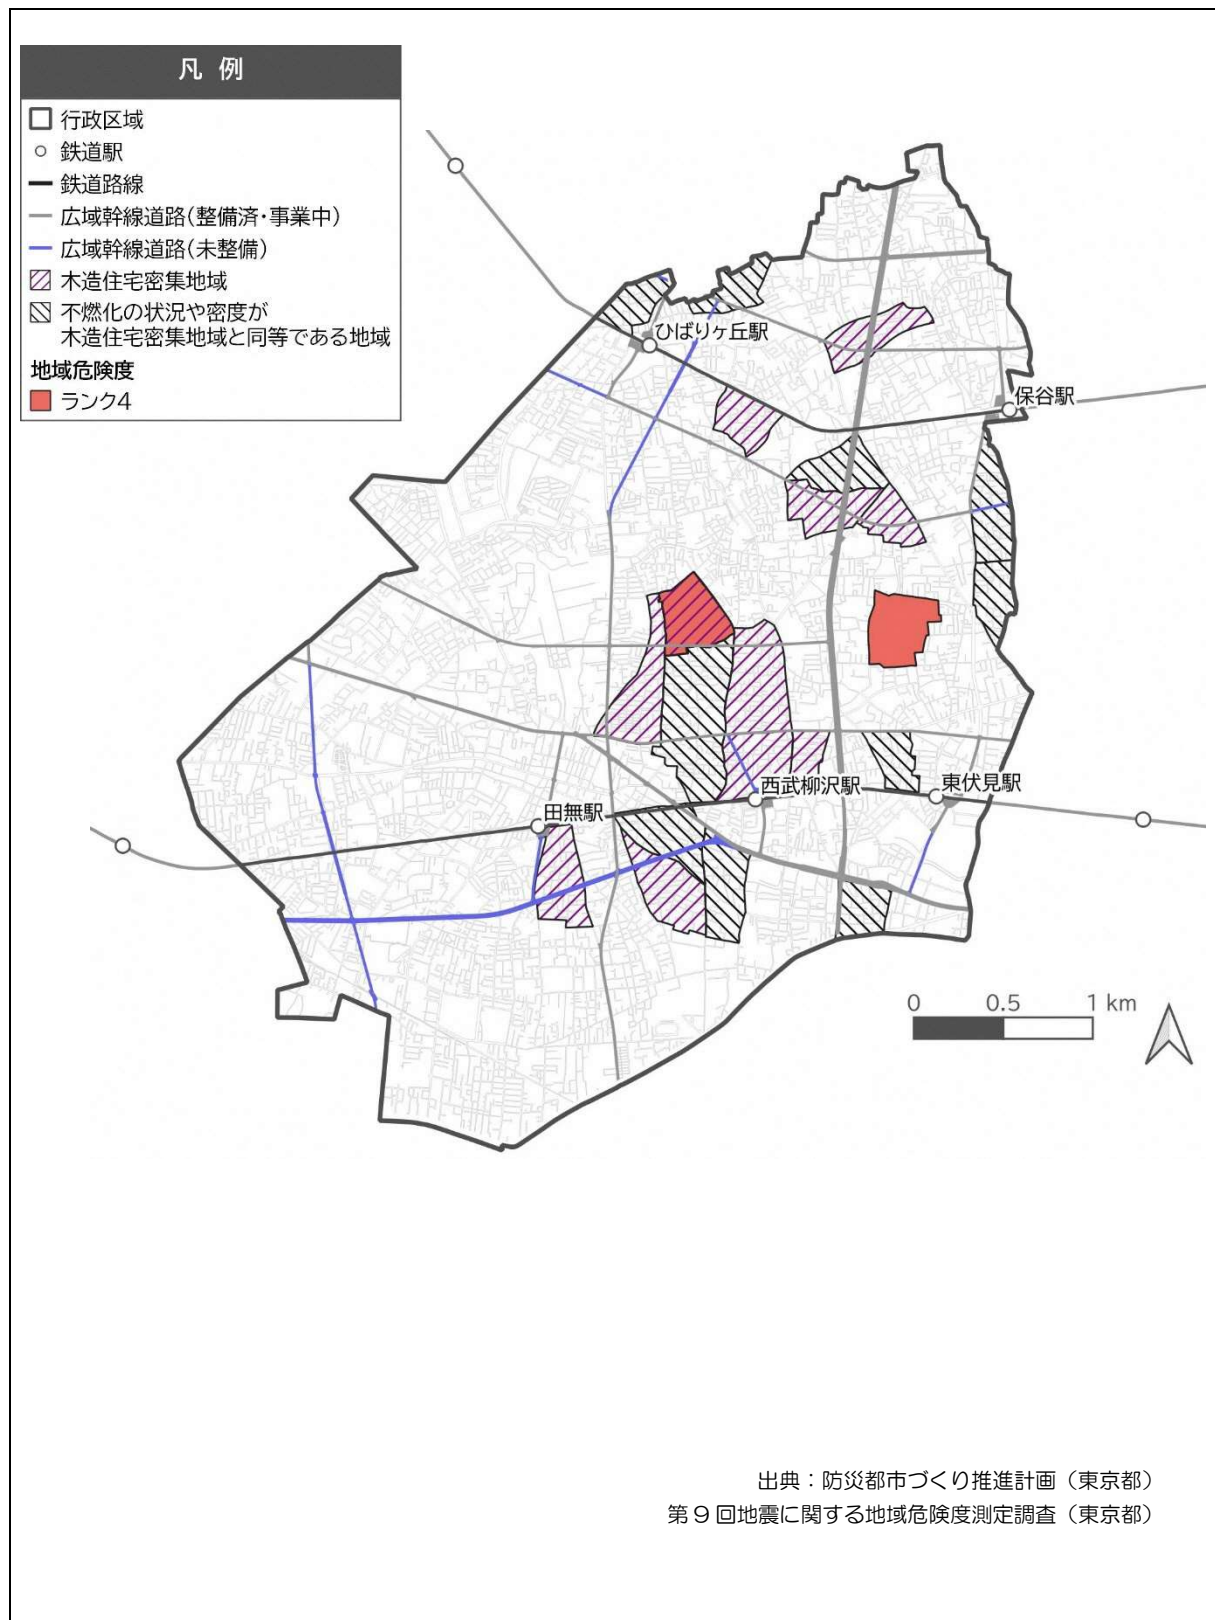 凡 例
行政区域
鉄道駅
鉄道路線
広域幹線道路(整備済・事業中)
広域幹線道路(未整備)
木造住宅密集地域
不燃化の状況や密度が
木造住宅密集地域と同等である地域
地域危険度
ランク4
ひばりヶ丘駅
保谷駅
西武柳沢駅
東伏見駅
田無駅
0 0.5 1 km
出典：防災都市づくり推進計画（東京都）
第9回地震に関する地域危険度測定調査（東京都）